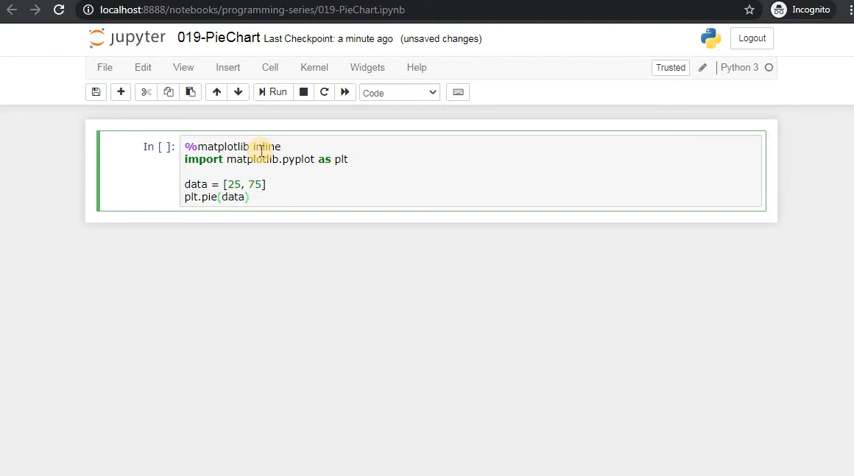 localhost:8888/notebooks/programming-series/019-PieChart.ipynb
Incognito
jupyter 019-PieChart Last Checkpoint: a minute ago (unsaved changes)
Logout
File Edit View Insert Cell Kernel Widgets Help
Trusted Python 3
Run Code
In [ ]: %matplotlib inline
import matplotlib.pyplot as plt
data = [25, 75]
plt.pie(data)